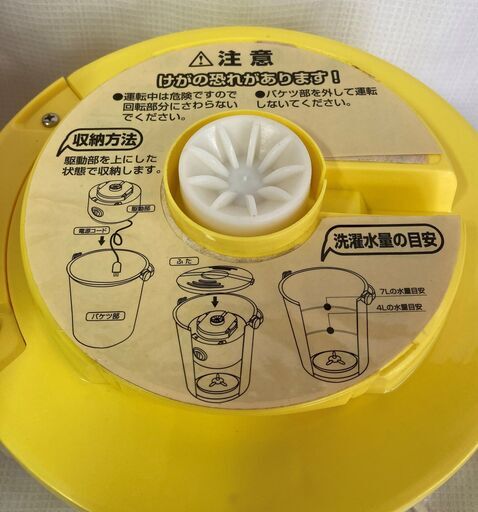 ⚠注意
けがの恐れがあります!
●運転中は危険ですので
回転部分にさわらない
でください。
●バケツ部を外して運転
しないでください。
収納方法
駆動部を上にした
状態で収納します。
駆動部
電源コード
バケツ部
ふた
洗濯水量の目安
7Lの水量目安
4Lの水量目安